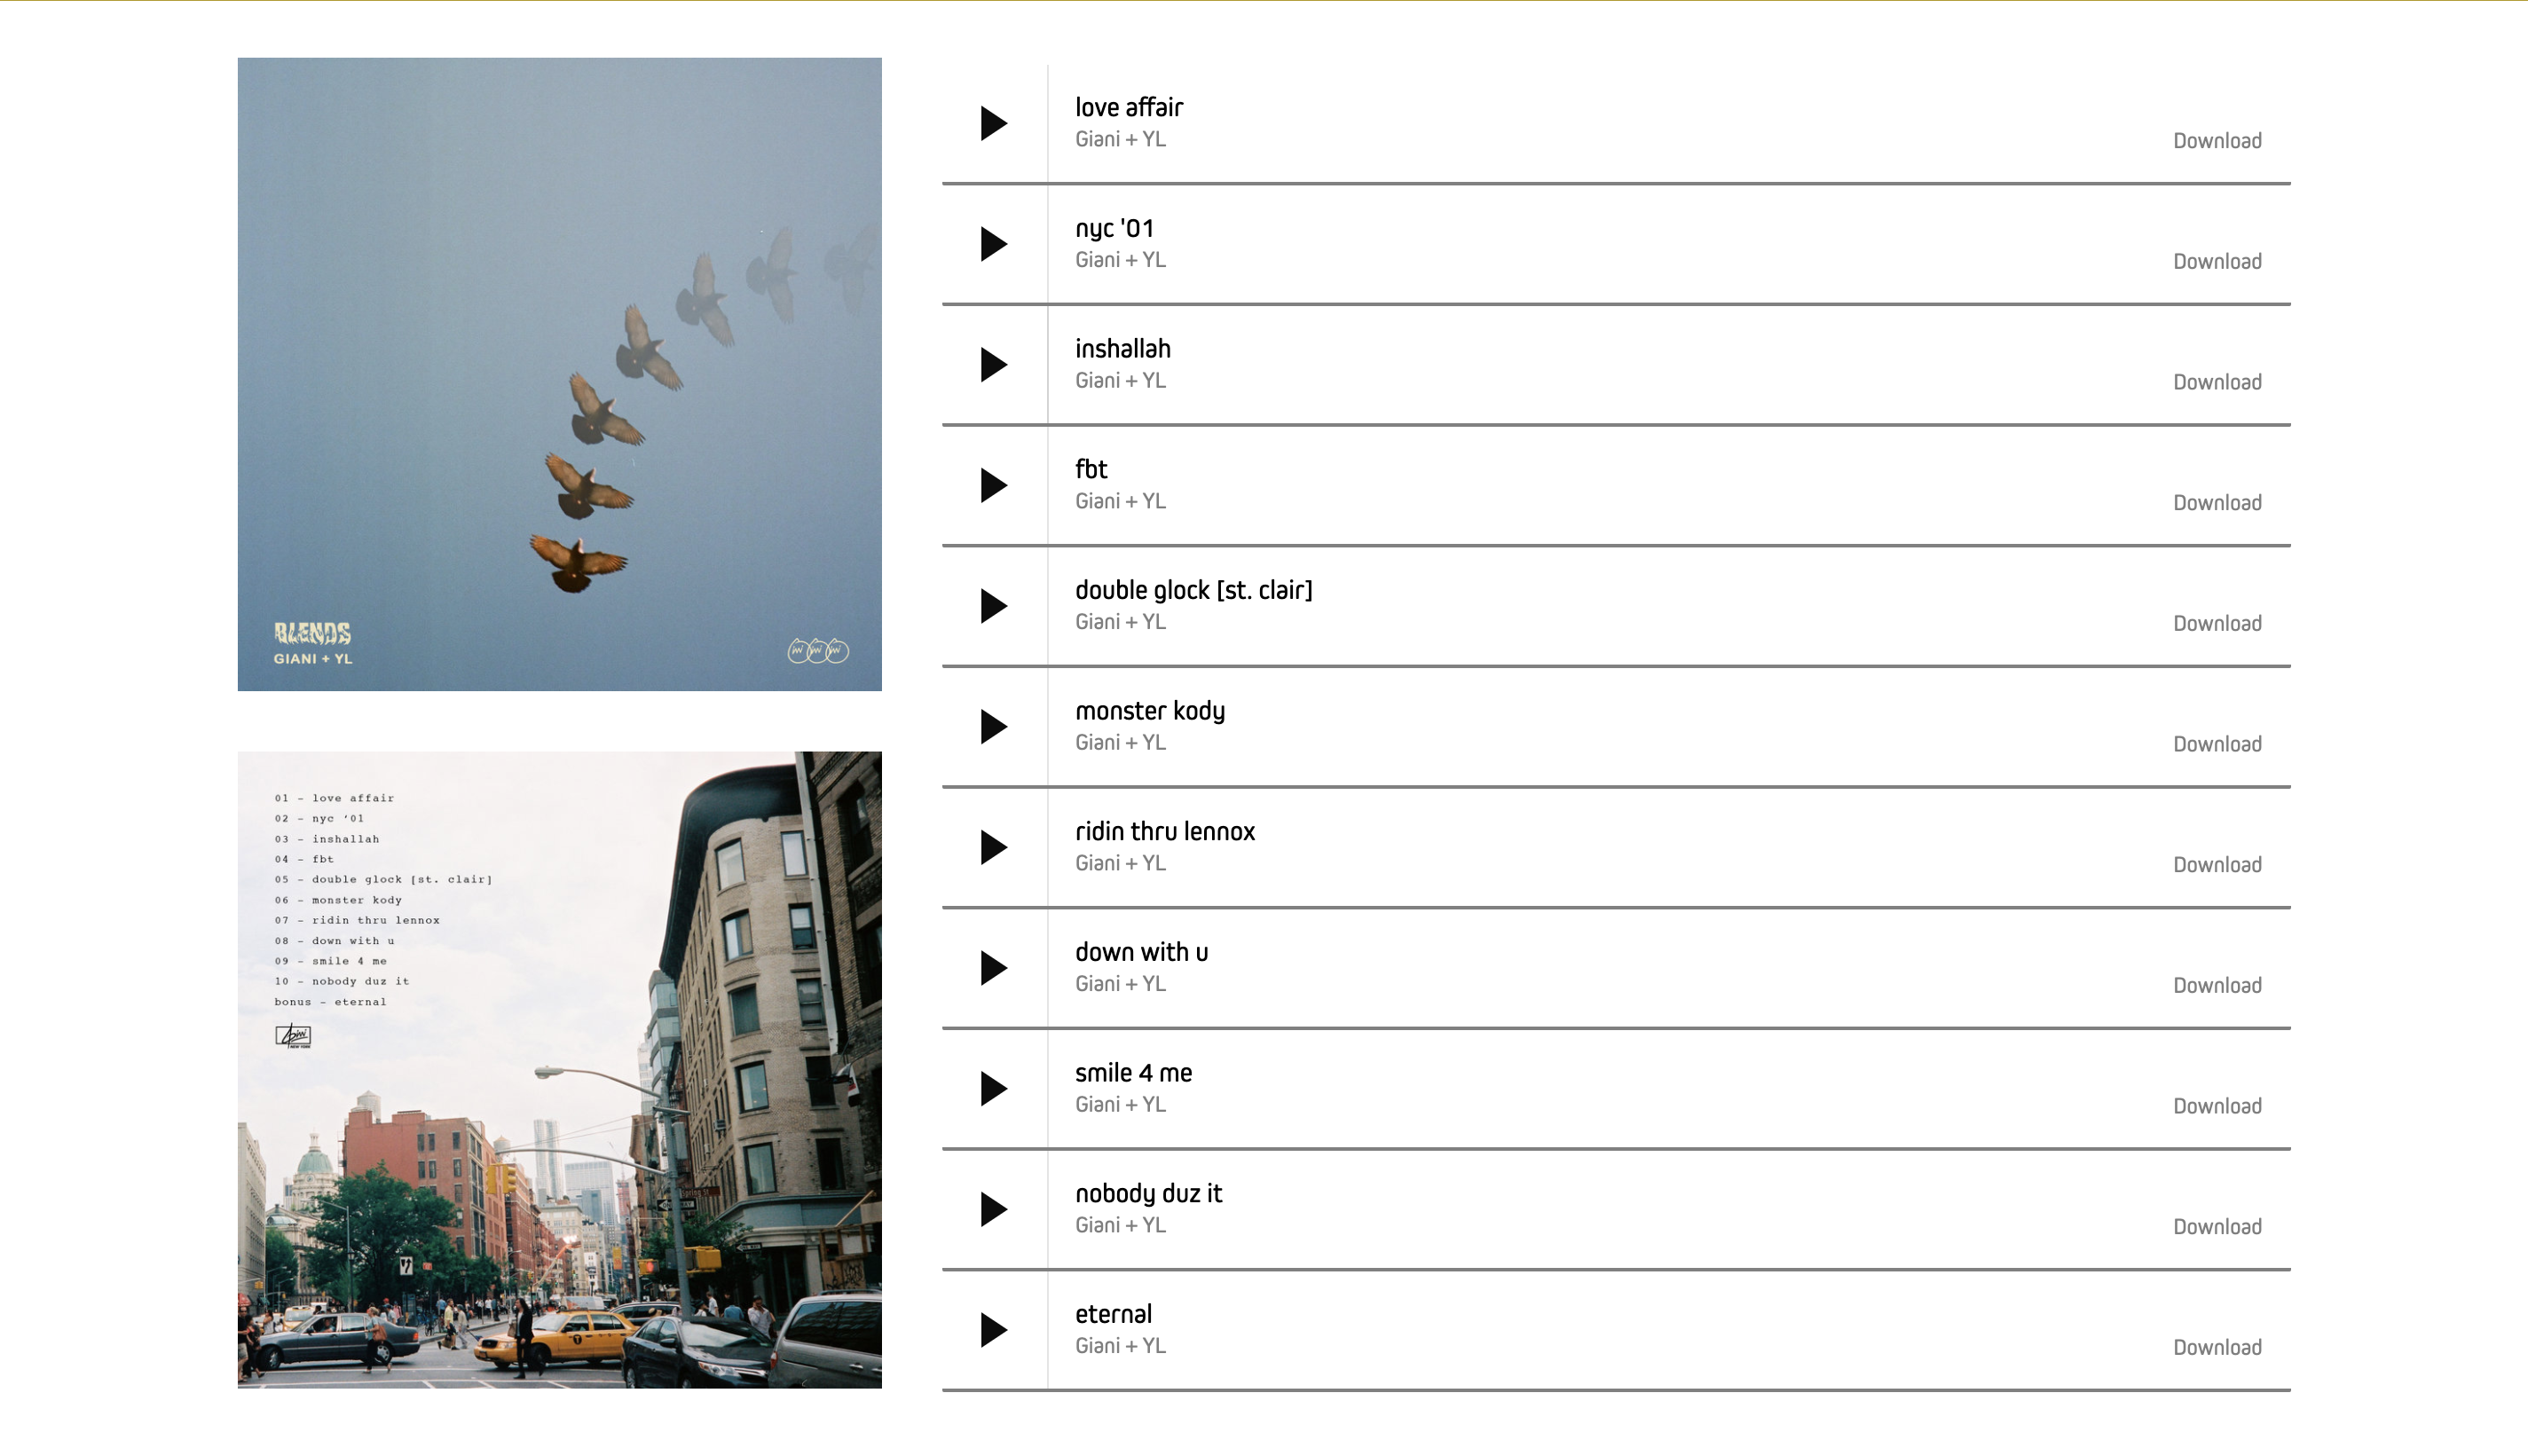 BLENDS
GIANI + YL
01 – love affair
02 – nyc ‘01
03 – inshallah
04 – fbt
05 – double glock [st. clair]
06 – monster kody
07 – ridin thru lennox
08 – down with u
09 – smile 4 me
10 – nobody duz it
bonus – eternal
NEW YORK
Spring St
love affair
Giani + YL
Download
nyc '01
Giani + YL
Download
inshallah
Giani + YL
Download
fbt
Giani + YL
Download
double glock [st. clair]
Giani + YL
Download
monster kody
Giani + YL
Download
ridin thru lennox
Giani + YL
Download
down with u
Giani + YL
Download
smile 4 me
Giani + YL
Download
nobody duz it
Giani + YL
Download
eternal
Giani + YL
Download